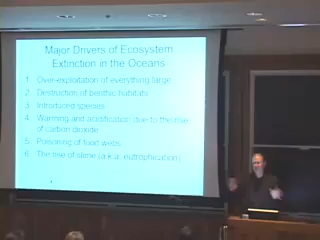 Major Drivers of Ecosystem
Extinction in the Oceans
1. Over-exploitation of everything large.
2. Destruction of benthic habitats.
3. Introduced species.
4. Warming and acidification due to the rise
of carbon dioxide.
5. Poisoning of food webs.
6. The rise of slime (a.k.a. eutrophication).